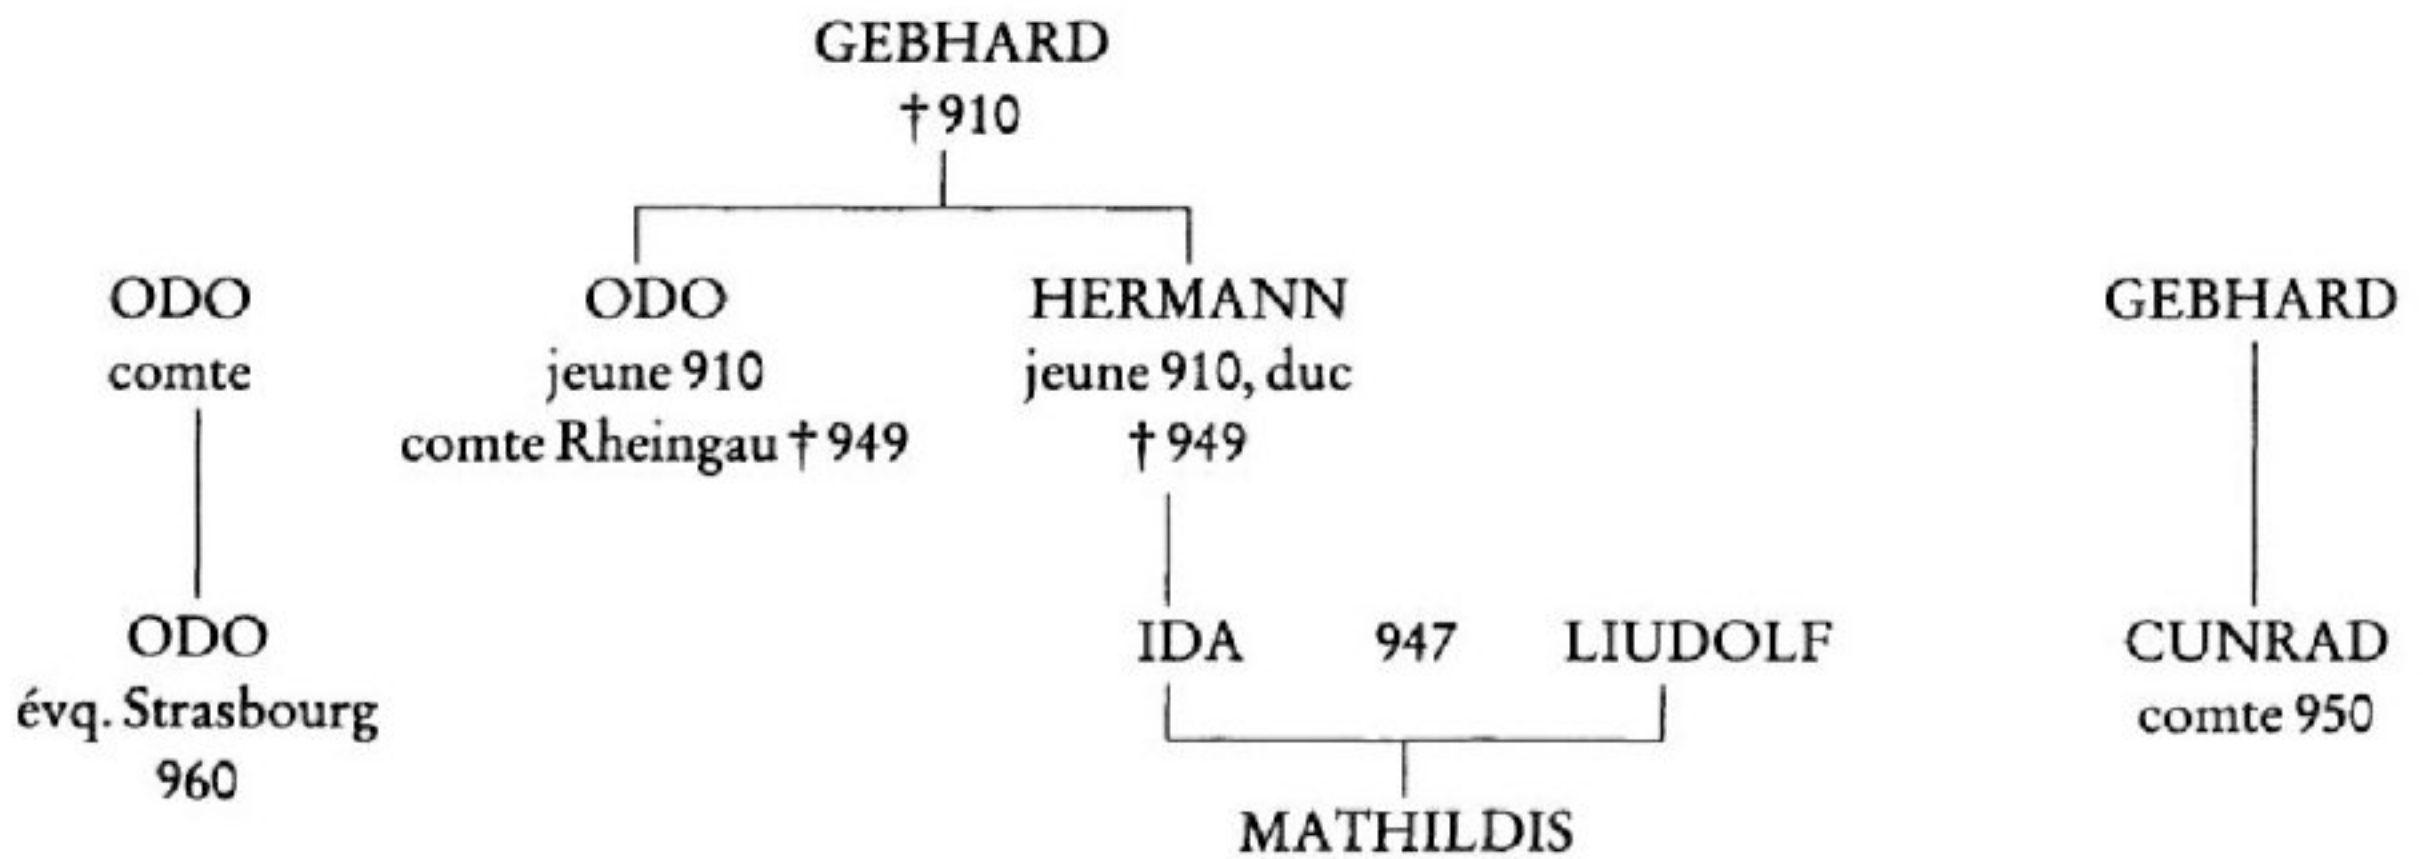 GEBHARD
† 910
ODO
comte
ODO
jeune 910
comte Rheingau † 949
HERMANN
jeune 910, duc
† 949
GEBHARD
ODO
évq. Strasbourg
960
IDA 947 LIUDOLF
CUNRAD
comte 950
MATHILDIS